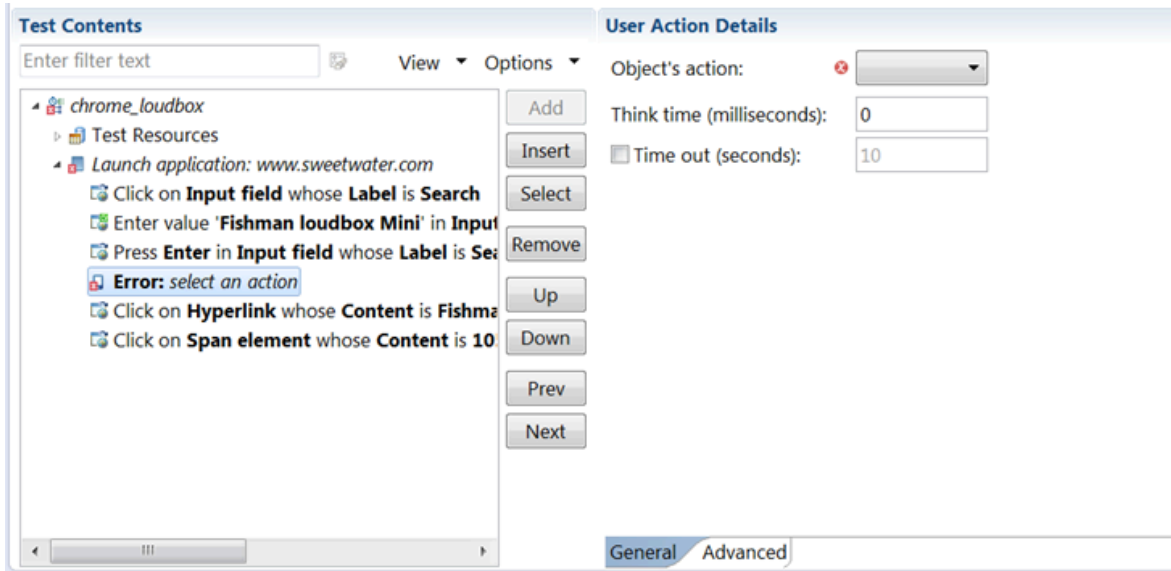 Test Contents
Enter filter text
View
Options
chrome_loudbox
Test Resources
Launch application: www.sweetwater.com
Click on Input field whose Label is Search
Enter value 'Fishman loudbox Mini' in Input
Press Enter in Input field whose Label is Sea
Error: select an action
Click on Hyperlink whose Content is Fishma
Click on Span element whose Content is 10
Add
Insert
Select
Remove
Up
Down
Prev
Next
User Action Details
Object's action:
Think time (milliseconds):
0
Time out (seconds):
10
General
Advanced